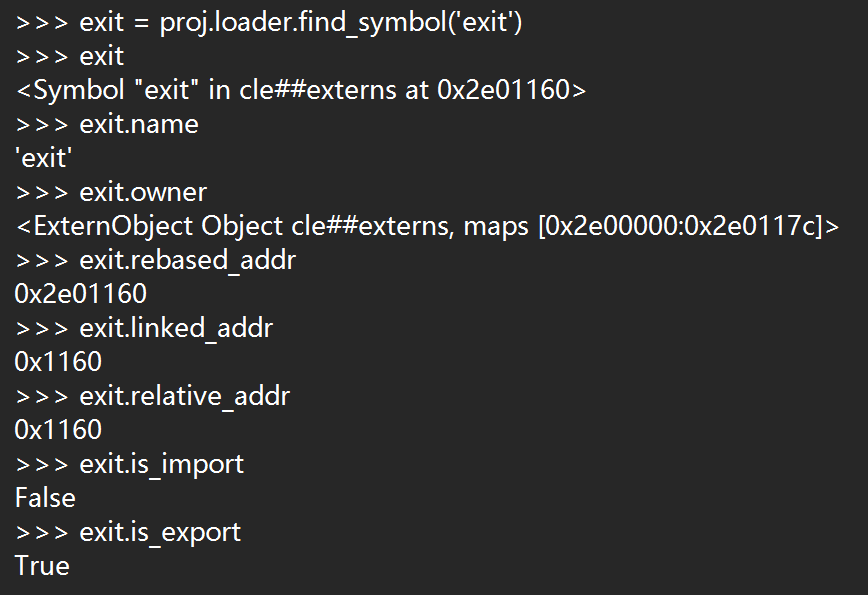 >>> exit = proj.loader.find_symbol('exit')
>>> exit
<Symbol "exit" in cle##externs at 0x2e01160>
>>> exit.name
'exit'
>>> exit.owner
<ExternObject Object cle##externs, maps [0x2e00000:0x2e0117c]>
>>> exit.rebased_addr
0x2e01160
>>> exit.linked_addr
0x1160
>>> exit.relative_addr
0x1160
>>> exit.is_import
False
>>> exit.is_export
True